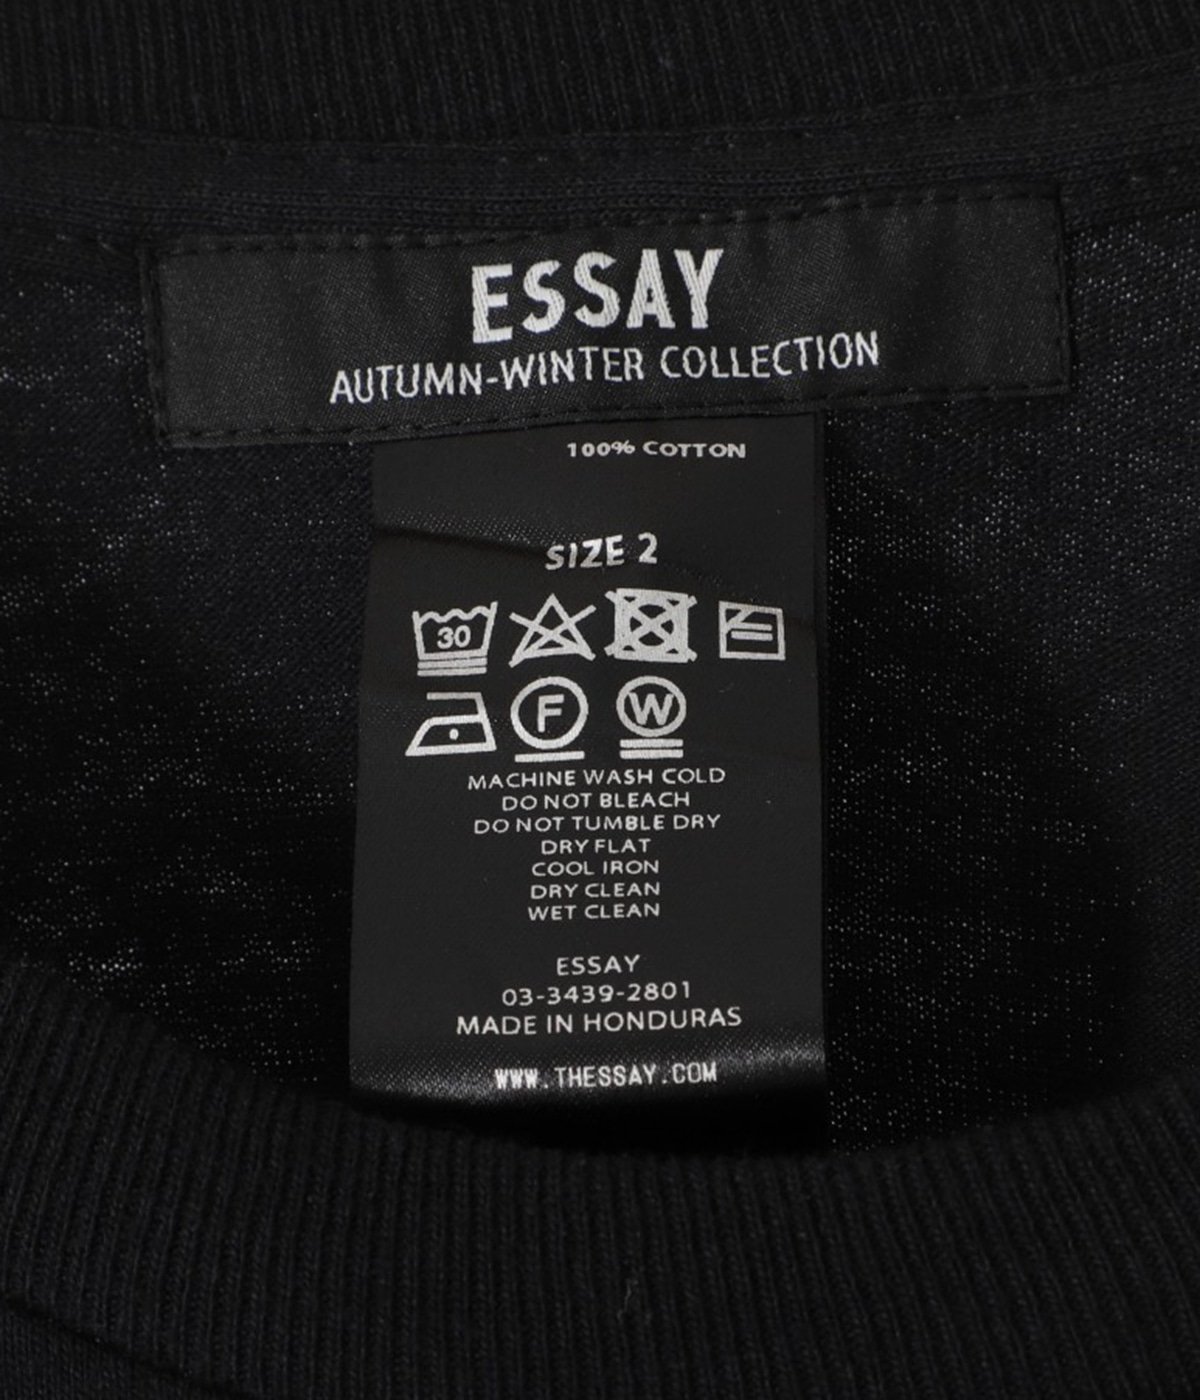 ESSAY
AUTUMN-WINTER COLLECTION
100% COTTON
SIZE 2
30
F W
MACHINE WASH COLD
DO NOT BLEACH
DO NOT TUMBLE DRY
DRY FLAT
COOL IRON
DRY CLEAN
WET CLEAN
ESSAY
03-3439-2801
MADE IN HONDURAS
WWW.THESSAY.COM